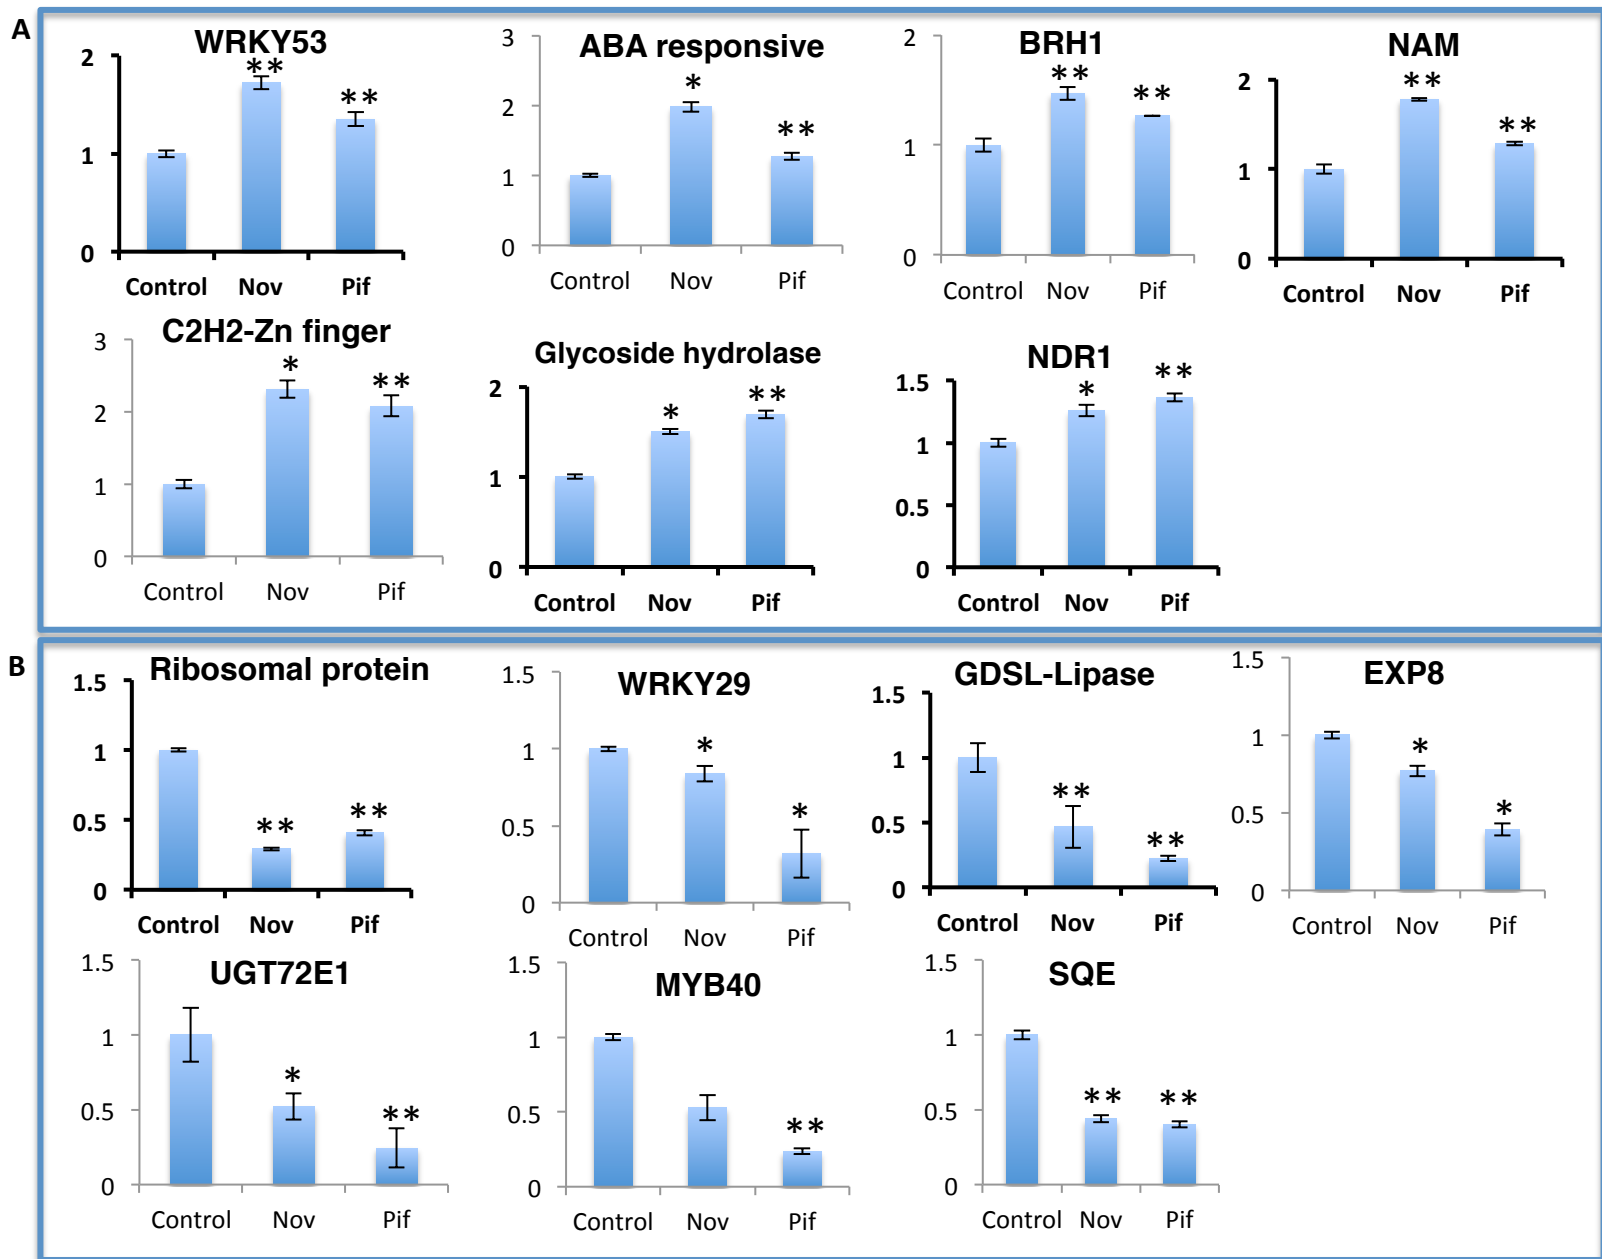 A
WRKY53
2
1
0
**
**
Control Nov Pif
ABA responsive
3
2
1
0
*
**
Control Nov Pif
BRH1
2
1
0
**
**
Control Nov Pif
NAM
2
1
0
**
**
Control Nov Pif
C2H2-Zn finger
3
2
1
0
*
**
Control Nov Pif
Glycoside hydrolase
2
1
0
*
**
Control Nov Pif
NDR1
1.5
1
0.5
0
*
**
Control Nov Pif
B
Ribosomal protein
1.5
1
0.5
0
**
**
Control Nov Pif
WRKY29
1.5
1
0.5
0
*
*
Control Nov Pif
GDSL-Lipase
1.5
1
0.5
0
**
**
Control Nov Pif
EXP8
1.5
1
0.5
0
*
*
Control Nov Pif
UGT72E1
1.5
1
0.5
0
*
**
Control Nov Pif
MYB40
1.5
1
0.5
0
**
Control Nov Pif
SQE
1.5
1
0.5
0
**
**
Control Nov Pif